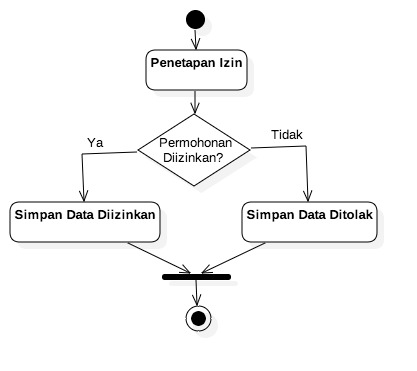 Penetapan Izin
Permohonan
Diizinkan?
Ya
Tidak
Simpan Data Diizinkan
Simpan Data Ditolak